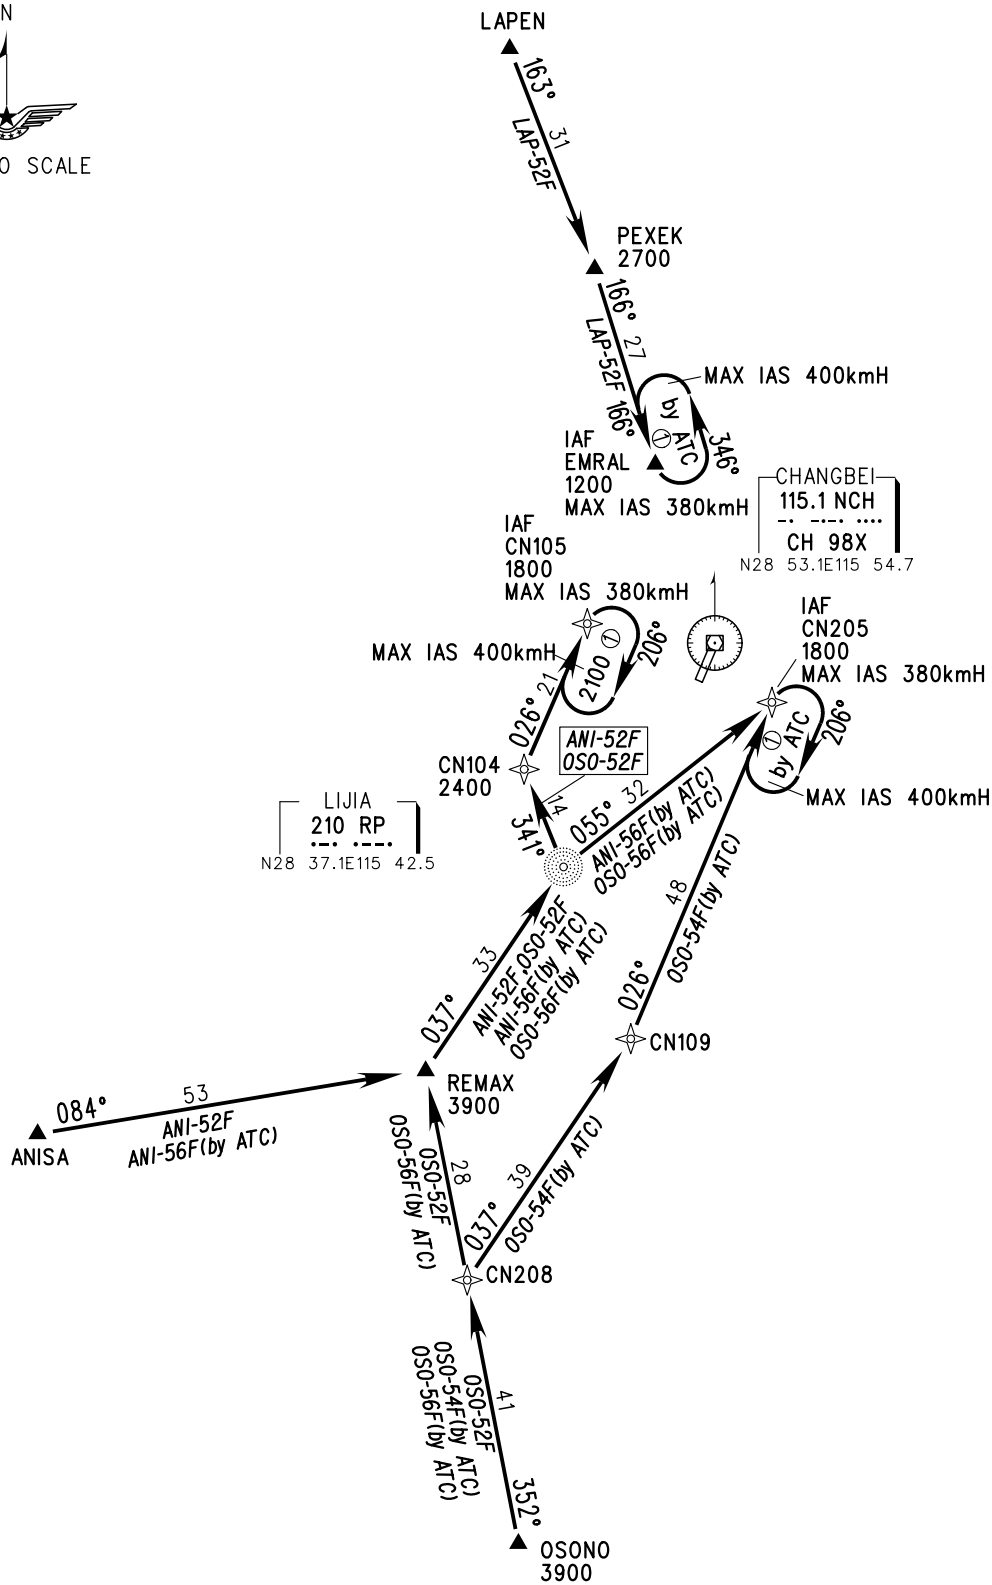 N
O SCALE
LAPEN
163°
31
LAP-52F
PEXEK
2700
166°
27
LAP-52F
166°
MAX IAS 400kmH
by ATC
①
346°
IAF
EMRAL
1200
MAX IAS 380kmH
CHANGBEI
115.1 NCH
-· -·-· ····
CH 98X
N28 53.1E115 54.7
IAF
CN105
1800
MAX IAS 380kmH
MAX IAS 400kmH
2100 ①
206°
21
026°
IAF
CN205
1800
MAX IAS 380kmH
206°
①
by ATC
MAX IAS 400kmH
ANI-52F
OSO-52F
CN104
2400
14
341°
LIJIA
210 RP
·-· ·--·
N28 37.1E115 42.5
055°
32
ANI-56F(by ATC)
OSO-56F(by ATC)
48
OSO-54F(by ATC)
026°
33
037°
ANI-52F,OSO-52F
ANI-56F(by ATC)
OSO-56F(by ATC)
CN109
REMAX
3900
084°
53
ANI-52F
ANI-56F(by ATC)
ANISA
28
OSO-52F
OSO-56F(by ATC)
39
037°
OSO-54F(by ATC)
CN208
41
OSO-52F
OSO-54F(by ATC)
OSO-56F(by ATC)
352°
OSONO
3900